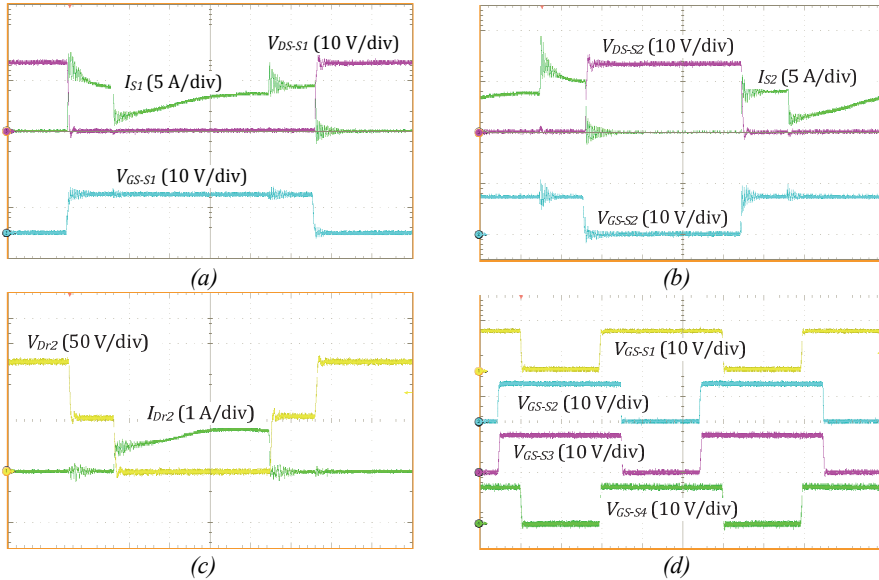 V_DS-S1 (10 V/div)
I_S1 (5 A/div)
V_GS-S1 (10 V/div)
(a)
V_DS-S2 (10 V/div)
I_S2 (5 A/div)
V_GS-S2 (10 V/div)
(b)
V_Dr2 (50 V/div)
I_Dr2 (1 A/div)
(c)
V_GS-S1 (10 V/div)
V_GS-S2 (10 V/div)
V_GS-S3 (10 V/div)
V_GS-S4 (10 V/div)
(d)